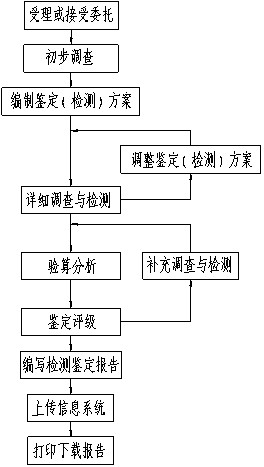 受理或接受委托
初步调查
编制鉴定(检测)方案
调整鉴定(检测)方案
详细调查与检测
验算分析
补充调查与检测
鉴定评级
编写检测鉴定报告
上传信息系统
打印下载报告